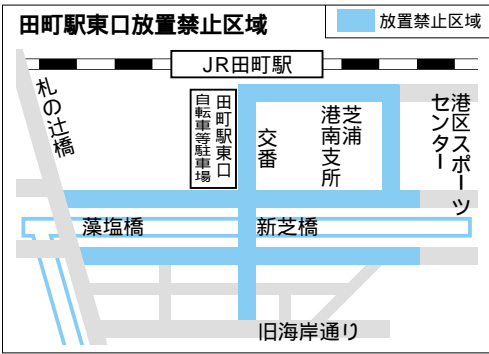 田町駅東口放置禁止区域
放置禁止区域
JR田町駅
札の辻橋
田町駅東口
自転車等駐車場
交番
芝浦
港南支所
港区スポーツ
センター
藻塩橋
新芝橋
旧海岸通り